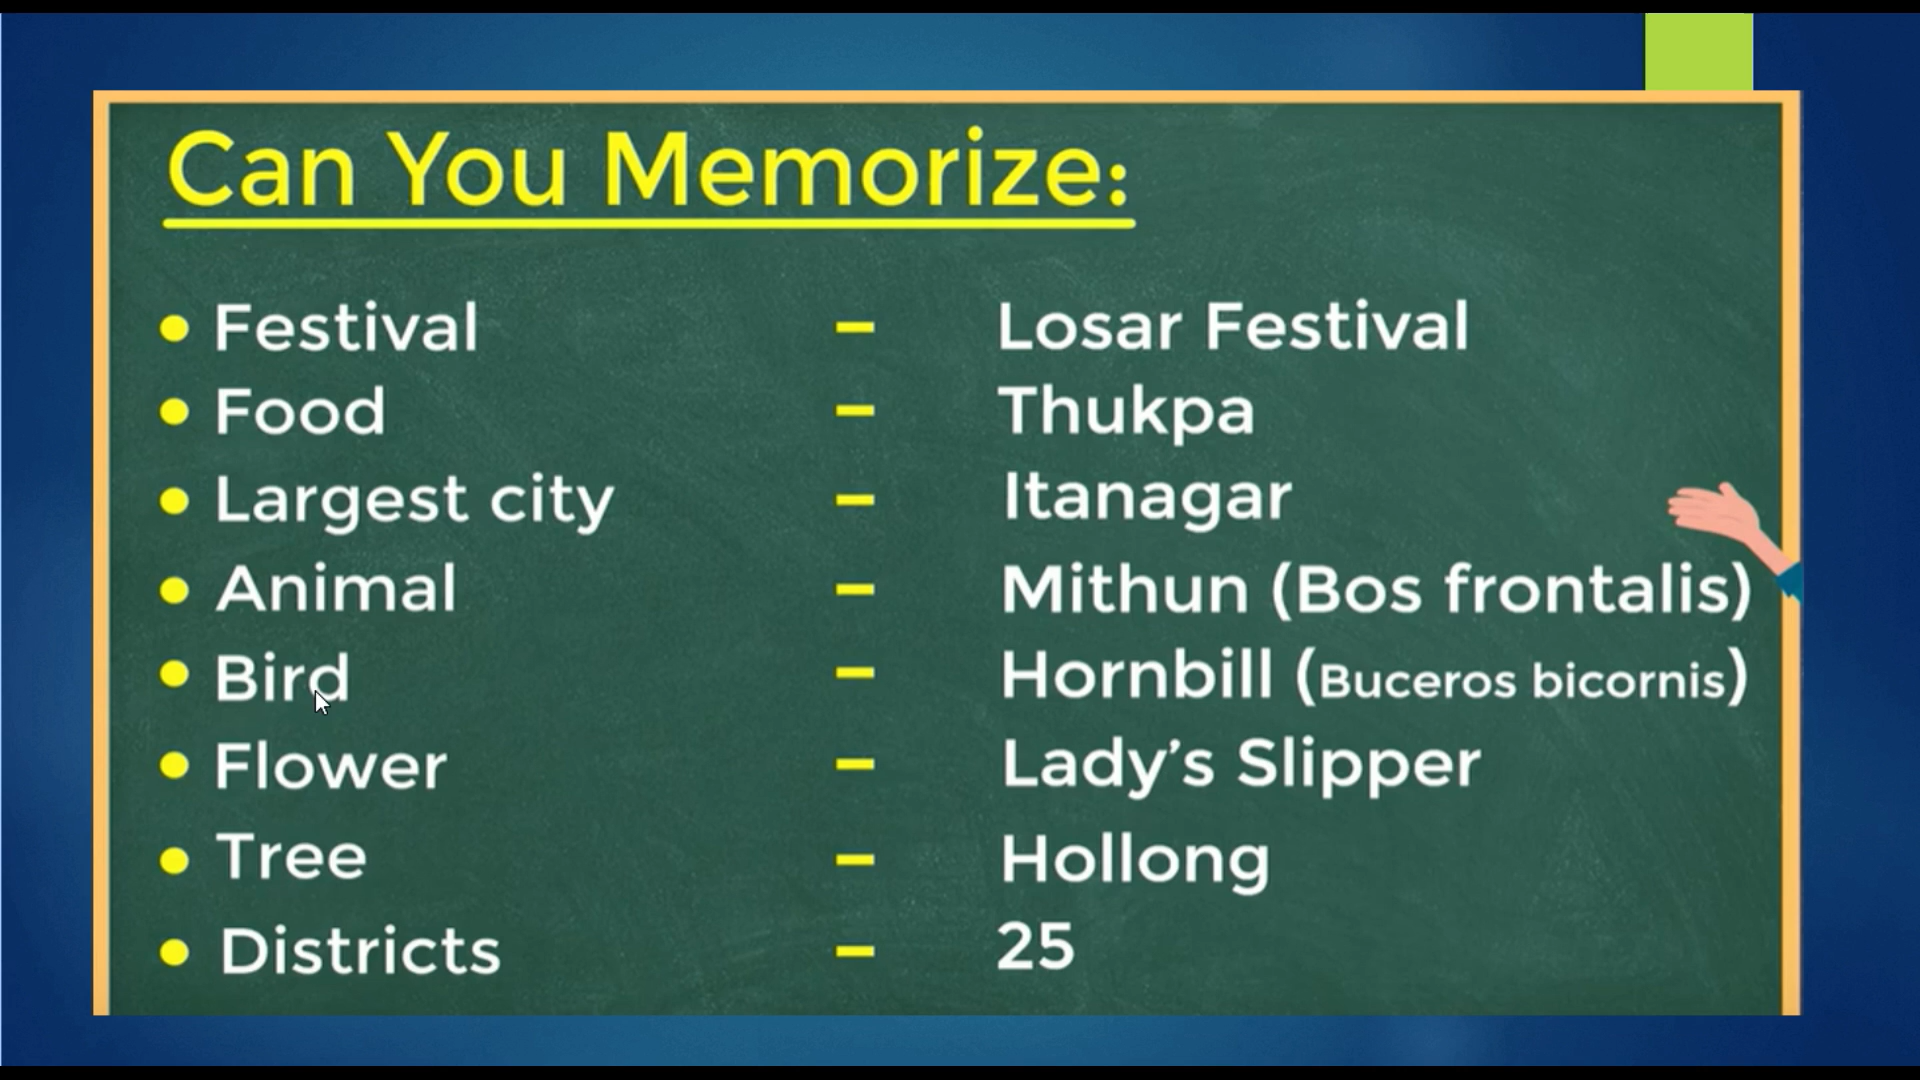 Can You Memorize:
• Festival – Losar Festival
• Food – Thukpa
• Largest city – Itanagar
• Animal – Mithun (Bos frontalis)
• Bird – Hornbill (Buceros bicornis)
• Flower – Lady’s Slipper
• Tree – Hollong
• Districts – 25